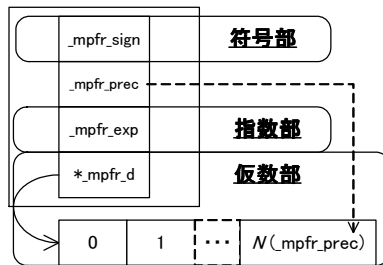 _mpfr_sign 符号部
_mpfr_prec
_mpfr_exp 指数部
*_mpfr_d 仮数部
0 1 ... N(_mpfr_prec)